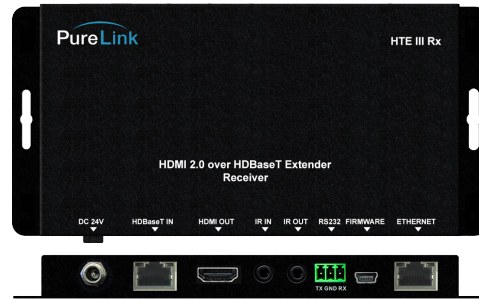 PureLink
HTE III Rx
HDMI 2.0 over HDBaseT Extender
Receiver
DC 24V HDBaseT IN HDMI OUT IR IN IR OUT RS232 FIRMWARE ETHERNET
TX GND RX